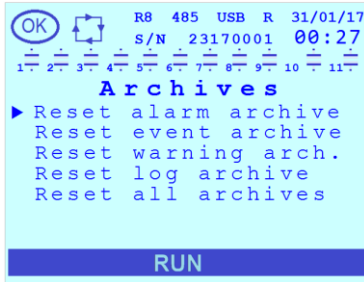 OK R8 485 USB R 31/01/17
S/N 23170001 00:27
1 2 3 4 5 6 7 8 9 10 11
Archives
Reset alarm archive
Reset event archive
Reset warning arch.
Reset log archive
Reset all archives
RUN